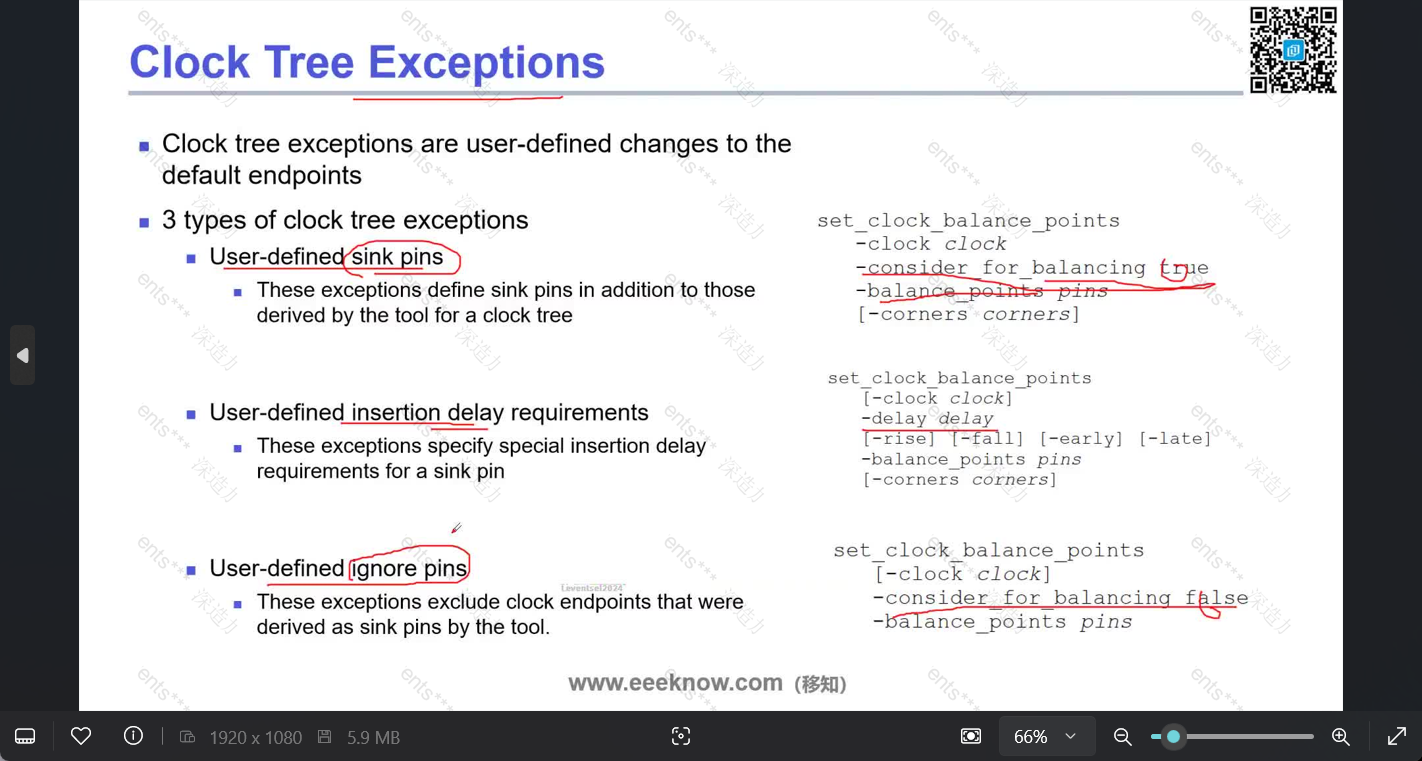 Clock Tree Exceptions
Clock tree exceptions are user-defined changes to the
default endpoints
3 types of clock tree exceptions
User-defined sink pins
These exceptions define sink pins in addition to those
derived by the tool for a clock tree
set_clock_balance_points
-clock clock
-consider_for_balancing true
-balance_points pins
[-corners corners]
User-defined insertion delay requirements
These exceptions specify special insertion delay
requirements for a sink pin
set_clock_balance_points
[-clock clock]
-delay delay
[-rise] [-fall] [-early] [-late]
-balance_points pins
[-corners corners]
User-defined ignore pins
These exceptions exclude clock endpoints that were
derived as sink pins by the tool.
set_clock_balance_points
[-clock clock]
-consider_for_balancing false
-balance_points pins
Leventsel2024
www.eeeknow.com（移知）
ents***
深造力
1920 x 1080
5.9 MB
66%